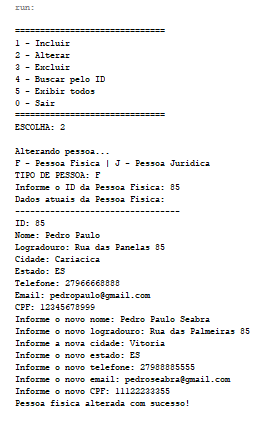 run:
==============================
1 - Incluir
2 - Alterar
3 - Excluir
4 - Buscar pelo ID
5 - Exibir todos
0 - Sair
==============================
ESCOLHA: 2
Alterando pessoa...
F - Pessoa Fisica | J - Pessoa Juridica
TIPO DE PESSOA: F
Informe o ID da Pessoa Fisica: 85
Dados atuais da Pessoa Fisica:
---------------------------------
ID: 85
Nome: Pedro Paulo
Logradouro: Rua das Panelas 85
Cidade: Cariacica
Estado: ES
Telefone: 27966668888
Email: pedropaulo@gmail.com
CPF: 12345678999
Informe o novo nome: Pedro Paulo Seabra
Informe o novo logradouro: Rua das Palmeiras 85
Informe a nova cidade: Vitoria
Informe o novo estado: ES
Informe o novo telefone: 27988885555
Informe o novo email: pedroseabra@gmail.com
Informe o novo CPF: 11122233355
Pessoa fisica alterada com sucesso!